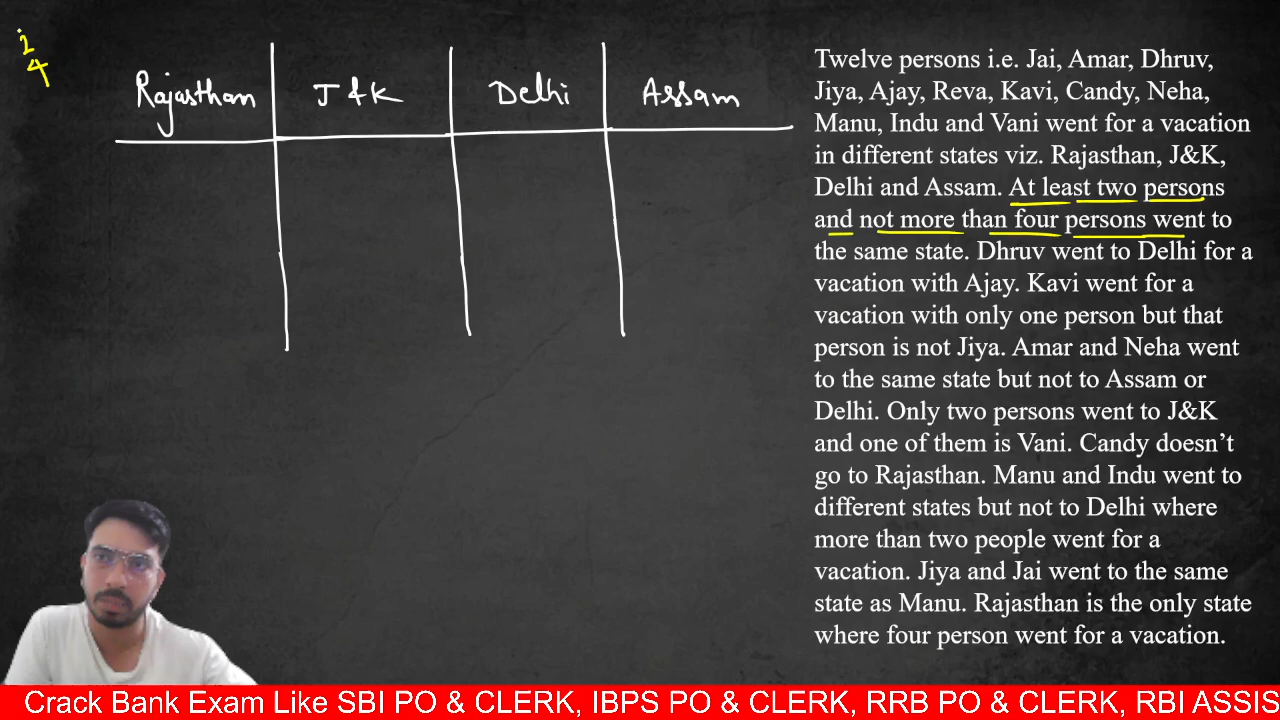 2
4
Rajasthan J &K Delhi Assam
Twelve persons i.e. Jai, Amar, Dhruv,
Jiya, Ajay, Reva, Kavi, Candy, Neha,
Manu, Indu and Vani went for a vacation
in different states viz. Rajasthan, J&K,
Delhi and Assam. At least two persons
and not more than four persons went to
the same state. Dhruv went to Delhi for a
vacation with Ajay. Kavi went for a
vacation with only one person but that
person is not Jiya. Amar and Neha went
to the same state but not to Assam or
Delhi. Only two persons went to J&K
and one of them is Vani. Candy doesn’t
go to Rajasthan. Manu and Indu went to
different states but not to Delhi where
more than two people went for a
vacation. Jiya and Jai went to the same
state as Manu. Rajasthan is the only state
where four person went for a vacation.
Crack Bank Exam Like SBI PO & CLERK, IBPS PO & CLERK, RRB PO & CLERK, RBI ASSIS